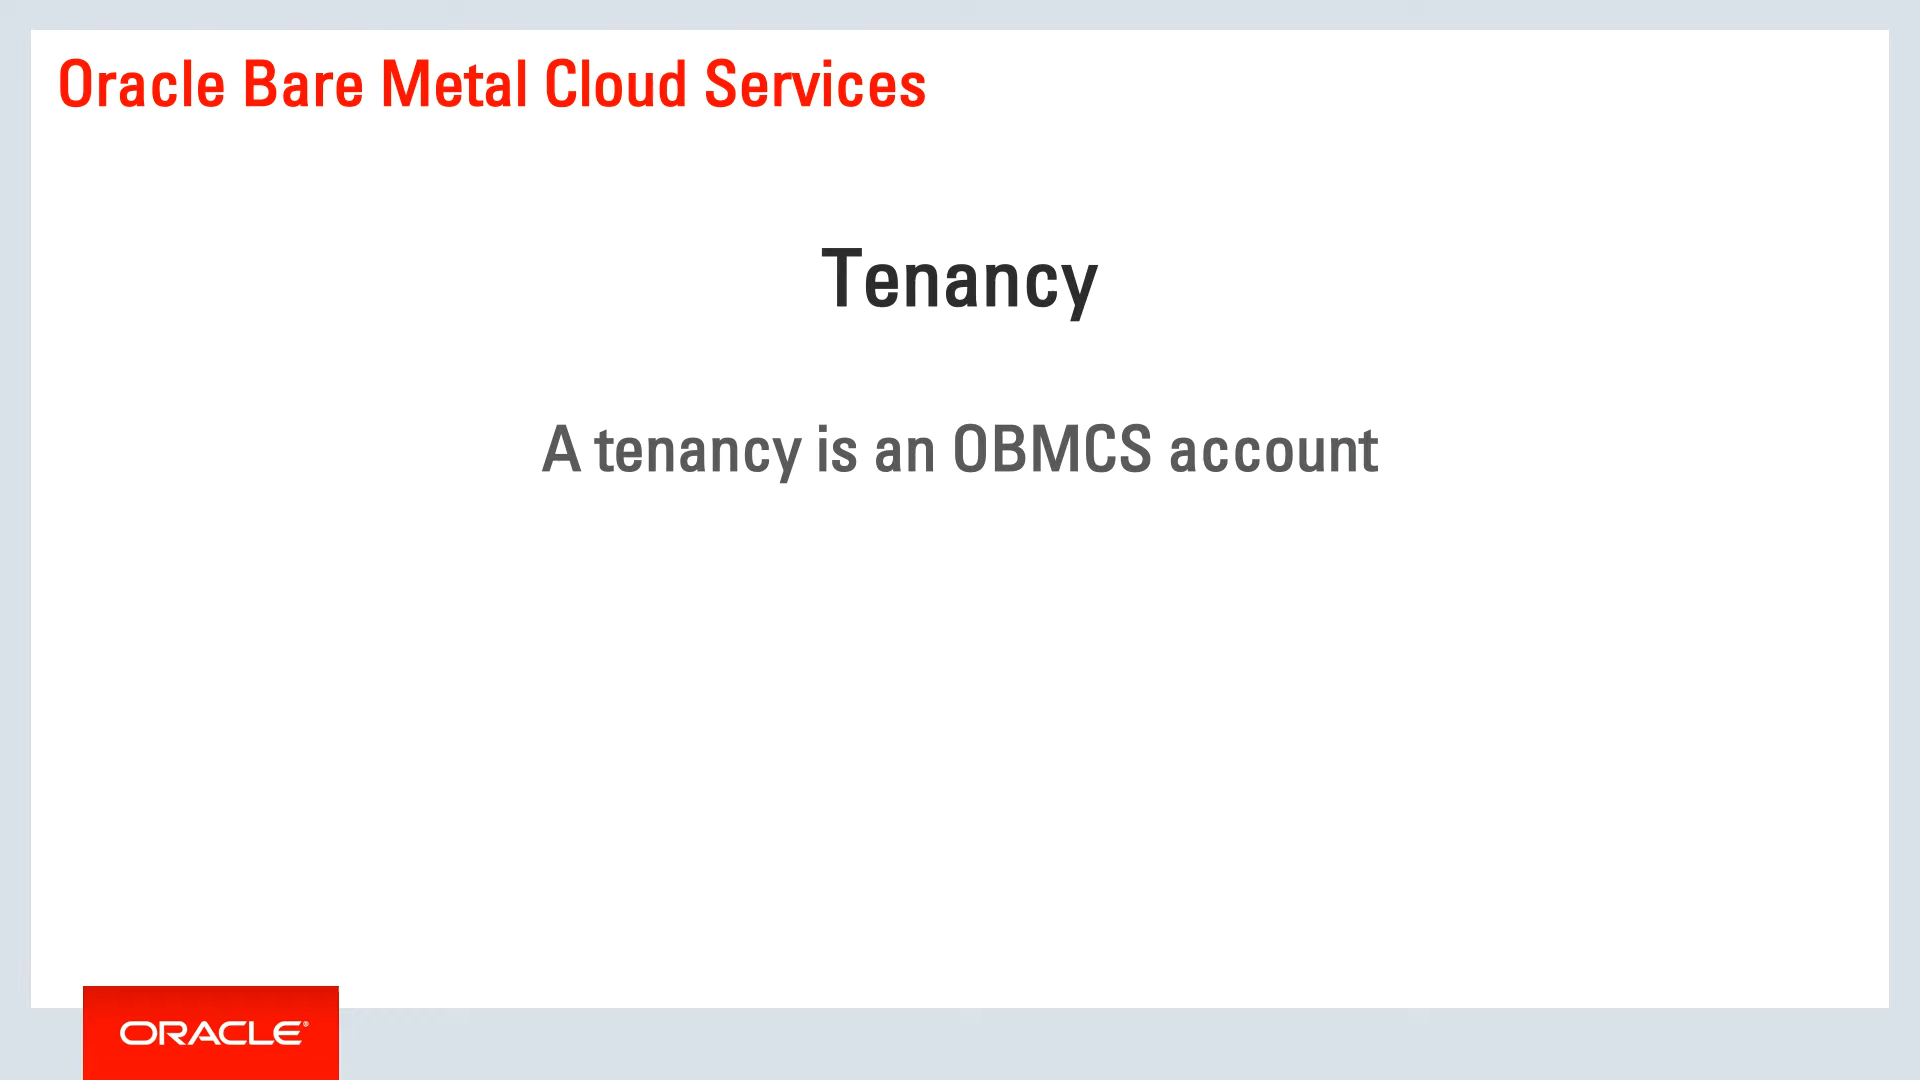 Oracle Bare Metal Cloud Services
Tenancy
A tenancy is an OBMCS account
ORACLE®